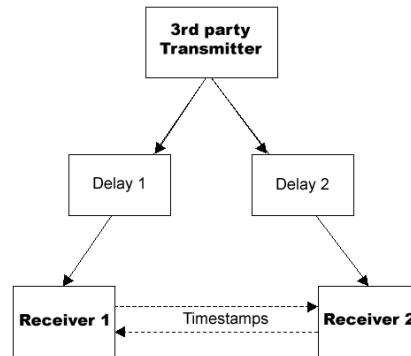 3rd party
Transmitter
Delay 1
Delay 2
Receiver 1
Timestamps
Receiver 2